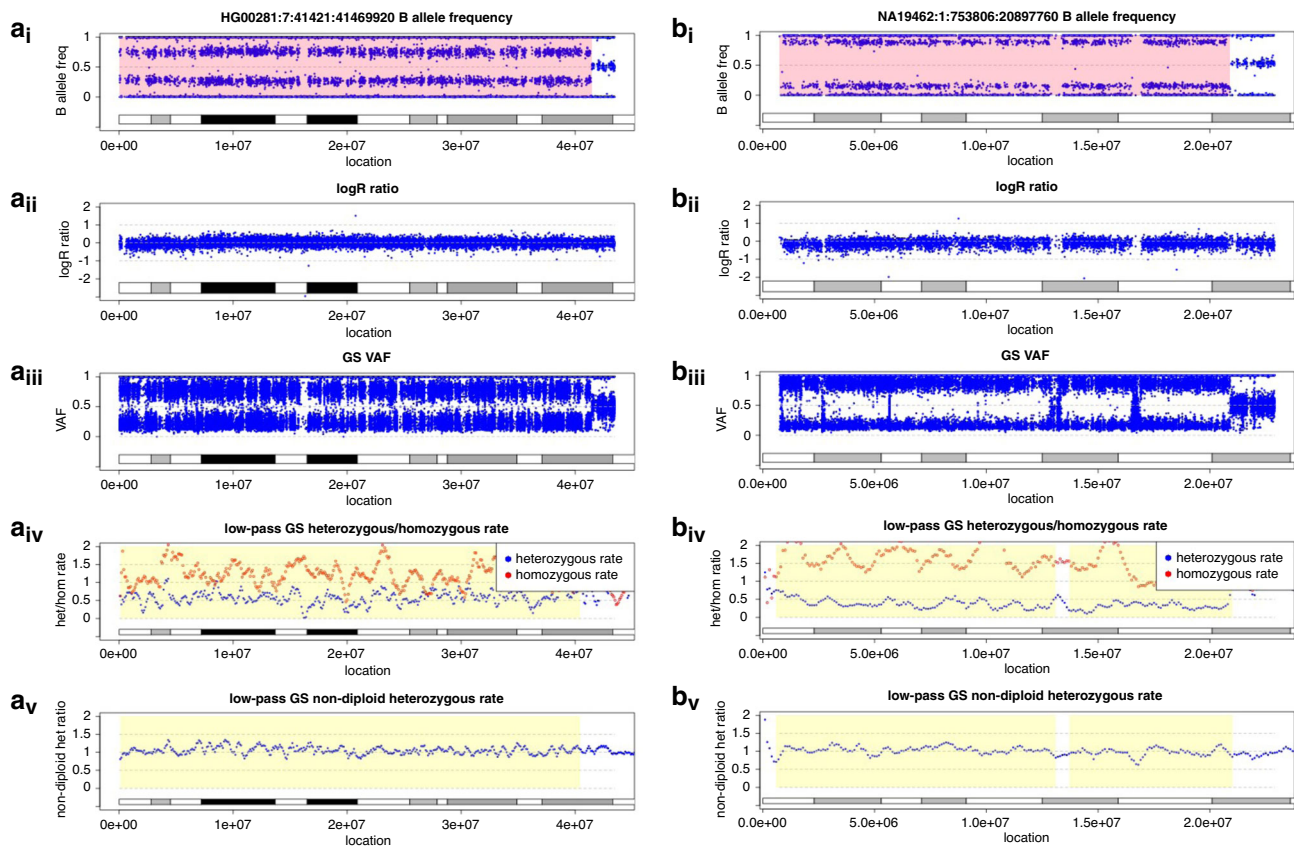 ai
HG00281:7:41421:41469920 B allele frequency
B allele freq
1
0.5
0
0e+00 1e+07 2e+07 3e+07 4e+07
location
aii
logR ratio
logR ratio
2
1
0
-1
-2
0e+00 1e+07 2e+07 3e+07 4e+07
location
aiii
GS VAF
VAF
1
0.5
0
0e+00 1e+07 2e+07 3e+07 4e+07
location
aiv
low-pass GS heterozygous/homozygous rate
het/hom rate
2
1.5
1
0.5
0
heterozygous rate
homozygous rate
0e+00 1e+07 2e+07 3e+07 4e+07
location
av
low-pass GS non-diploid heterozygous rate
non-diploid het ratio
2
1.5
1
0.5
0
0e+00 1e+07 2e+07 3e+07 4e+07
location
bi
NA19462:1:753806:20897760 B allele frequency
B allele freq
1
0.5
0
0.0e+00 5.0e+06 1.0e+07 1.5e+07 2.0e+07
location
bii
logR ratio
logR ratio
2
1
0
-1
-2
0.0e+00 5.0e+06 1.0e+07 1.5e+07 2.0e+07
location
biii
GS VAF
VAF
1
0.5
0
0.0e+00 5.0e+06 1.0e+07 1.5e+07 2.0e+07
location
biv
low-pass GS heterozygous/homozygous rate
het/hom ratio
2
1.5
1
0.5
0
heterozygous rate
homozygous rate
0.0e+00 5.0e+06 1.0e+07 1.5e+07 2.0e+07
location
bv
low-pass GS non-diploid heterozygous rate
non-diploid het ratio
2
1.5
1
0.5
0
0.0e+00 5.0e+06 1.0e+07 1.5e+07 2.0e+07
location